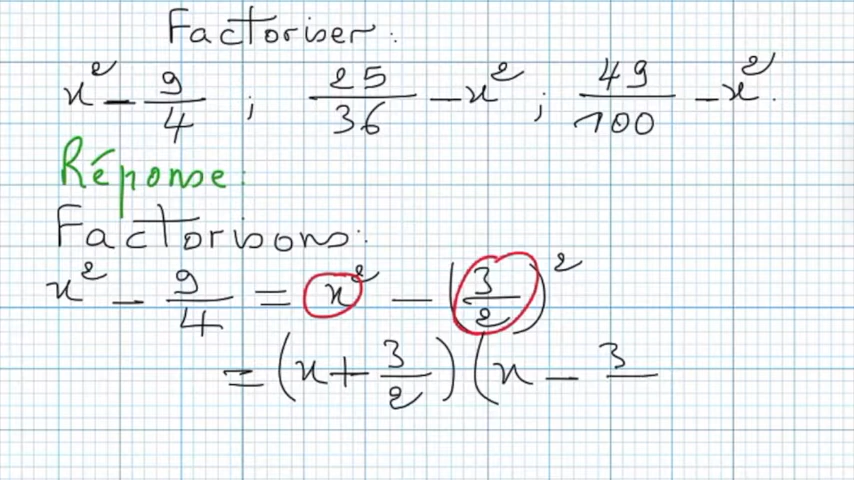 Factoriser:
x² - 9/4 ; 25/36 - x² ; 49/100 - x².
Réponse:
Factorisons:
x² - 9/4 = x² - (3/2)²
= (x + 3/2)(x - 3/